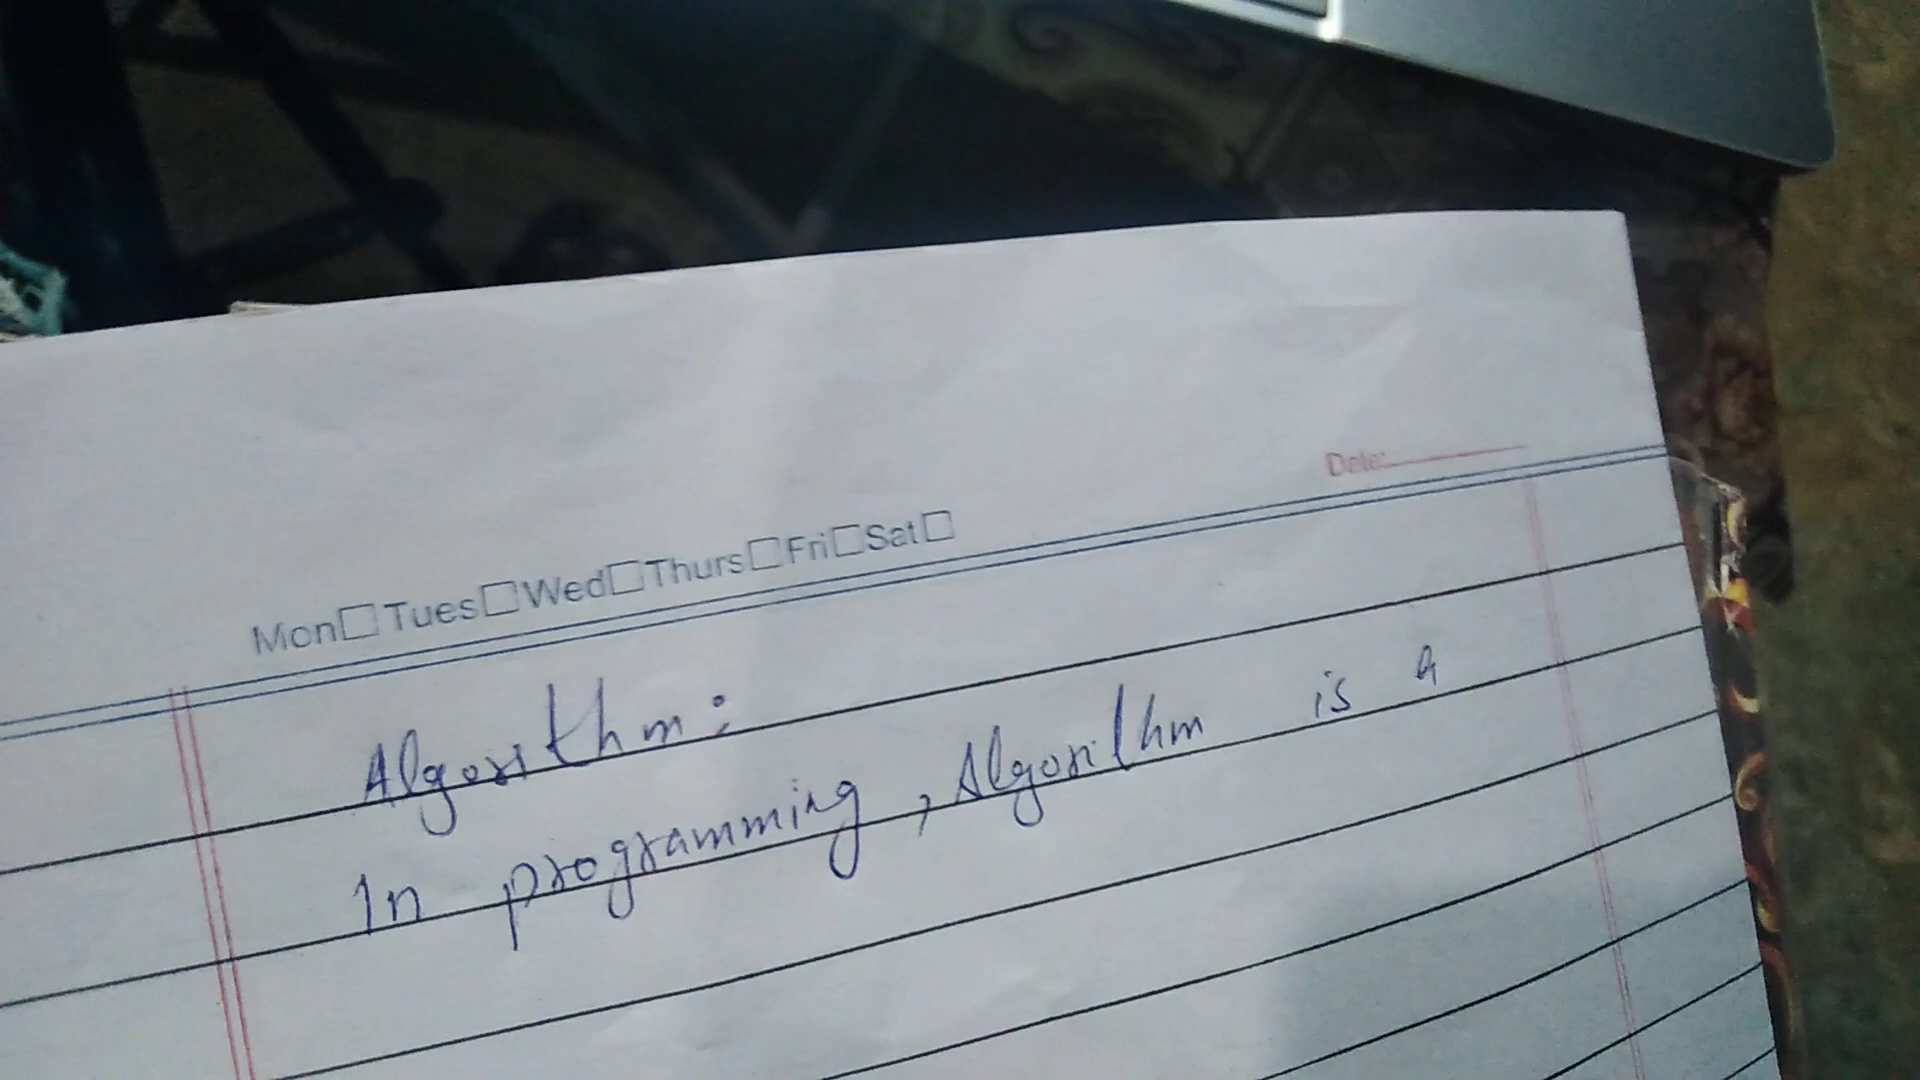 Date:
Mon Tues Wed Thurs Fri Sat
Algorithm:
In programming, Algorithm is a